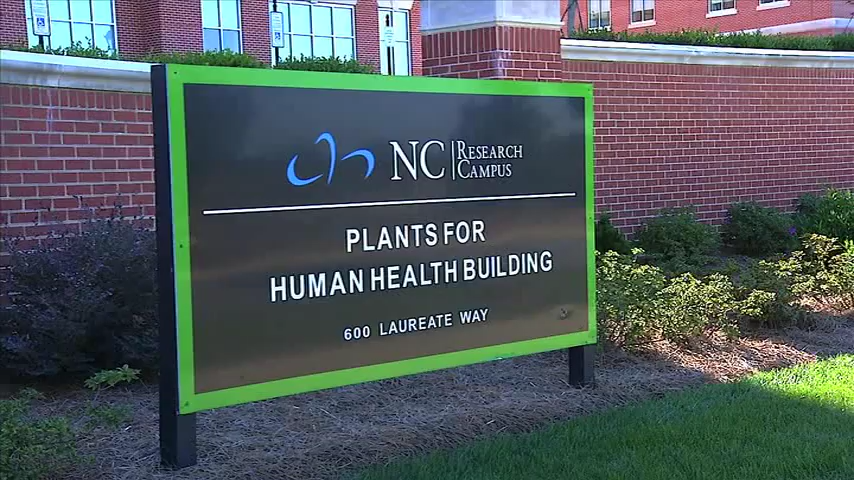 NC RESEARCH CAMPUS
PLANTS FOR
HUMAN HEALTH BUILDING
600 LAUREATE WAY